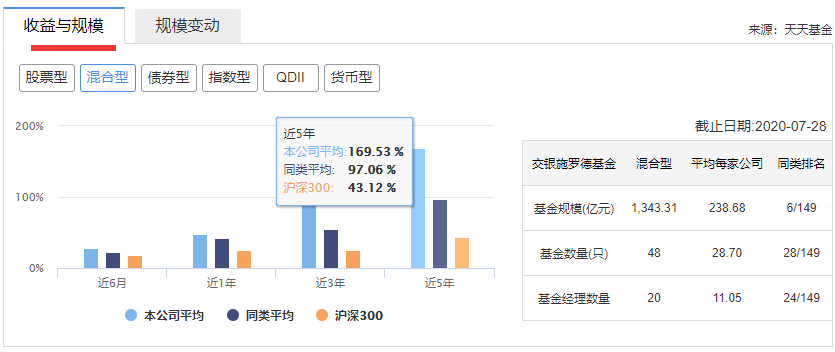 收益与规模 规模变动
来源：天天基金
股票型 混合型 债券型 指数型 QDII 货币型
截止日期:2020-07-28
200%
100%
0%
近5年
本公司平均: 169.53 %
同类平均: 97.06 %
沪深300: 43.12 %
近6月 近1年 近3年 近5年
本公司平均 同类平均 沪深300
交银施罗德基金 混合型 平均每家公司 同类排名
基金规模(亿元) 1,343.31 238.68 6/149
基金数量(只) 48 28.70 28/149
基金经理数量 20 11.05 24/149